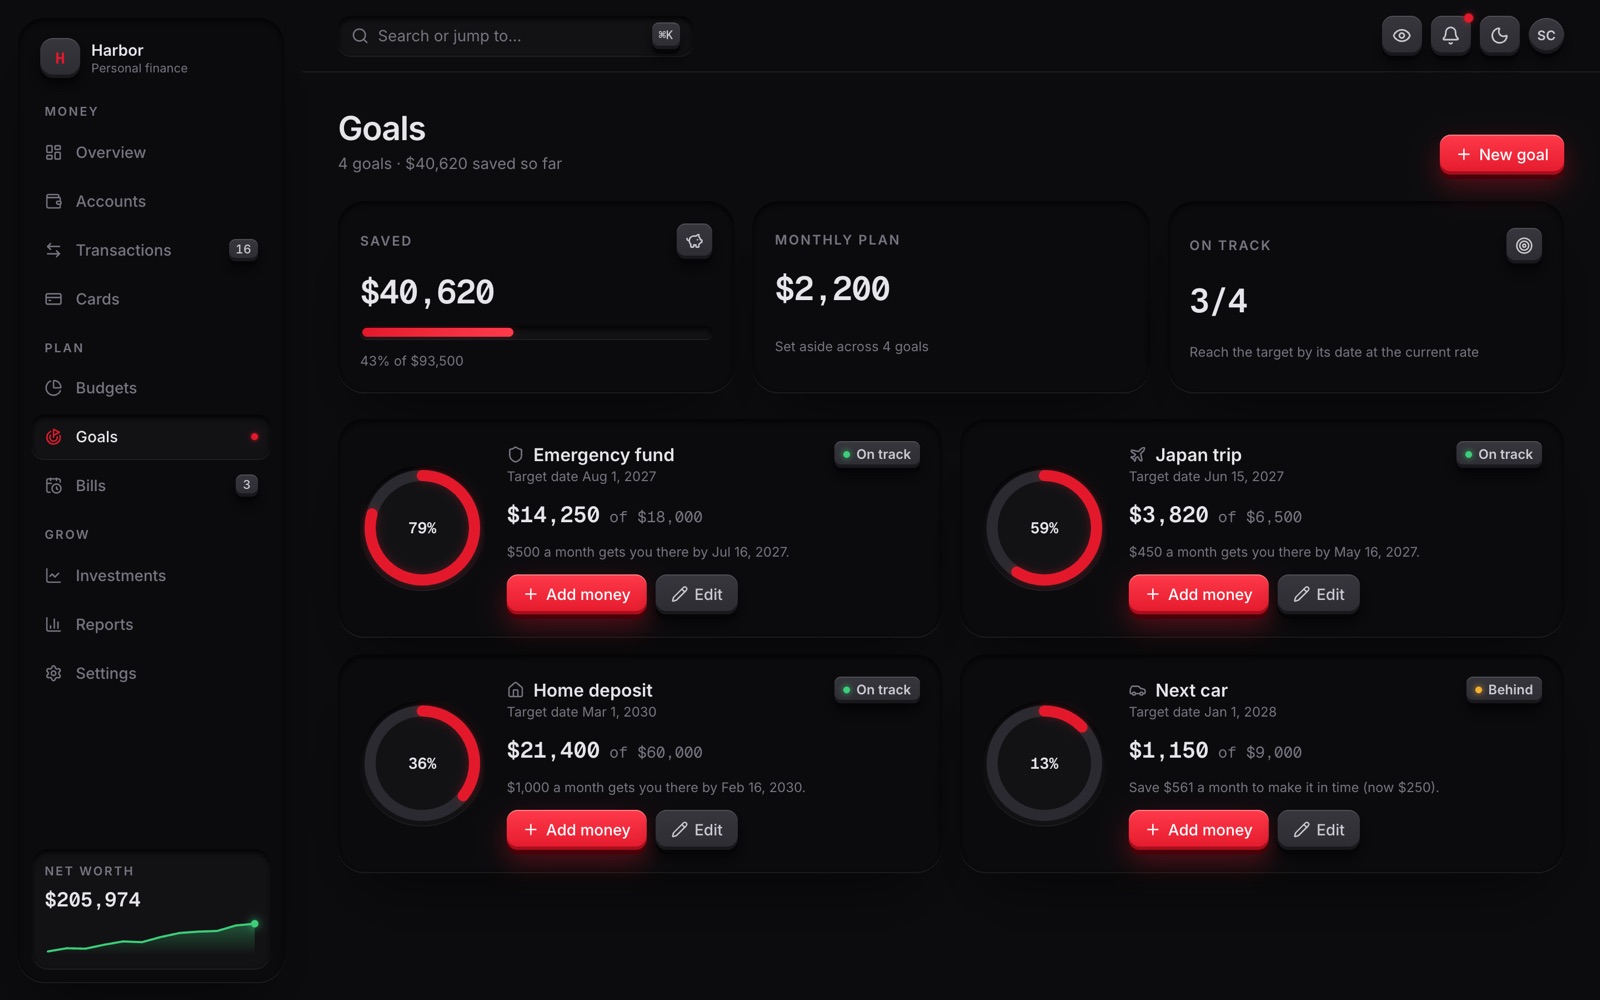 H
Harbor
Personal finance
MONEY
Overview
Accounts
Transactions 16
Cards
PLAN
Budgets
Goals
Bills 3
GROW
Investments
Reports
Settings
NET WORTH
$205,974
Search or jump to... ⌘K
SC
Goals
4 goals · $40,620 saved so far
+ New goal
SAVED
$40,620
43% of $93,500
MONTHLY PLAN
$2,200
Set aside across 4 goals
ON TRACK
3/4
Reach the target by its date at the current rate
79%
Emergency fund
On track
Target date Aug 1, 2027
$14,250 of $18,000
$500 a month gets you there by Jul 16, 2027.
+ Add money
Edit
59%
Japan trip
On track
Target date Jun 15, 2027
$3,820 of $6,500
$450 a month gets you there by May 16, 2027.
+ Add money
Edit
36%
Home deposit
On track
Target date Mar 1, 2030
$21,400 of $60,000
$1,000 a month gets you there by Feb 16, 2030.
+ Add money
Edit
13%
Next car
Behind
Target date Jan 1, 2028
$1,150 of $9,000
Save $561 a month to make it in time (now $250).
+ Add money
Edit